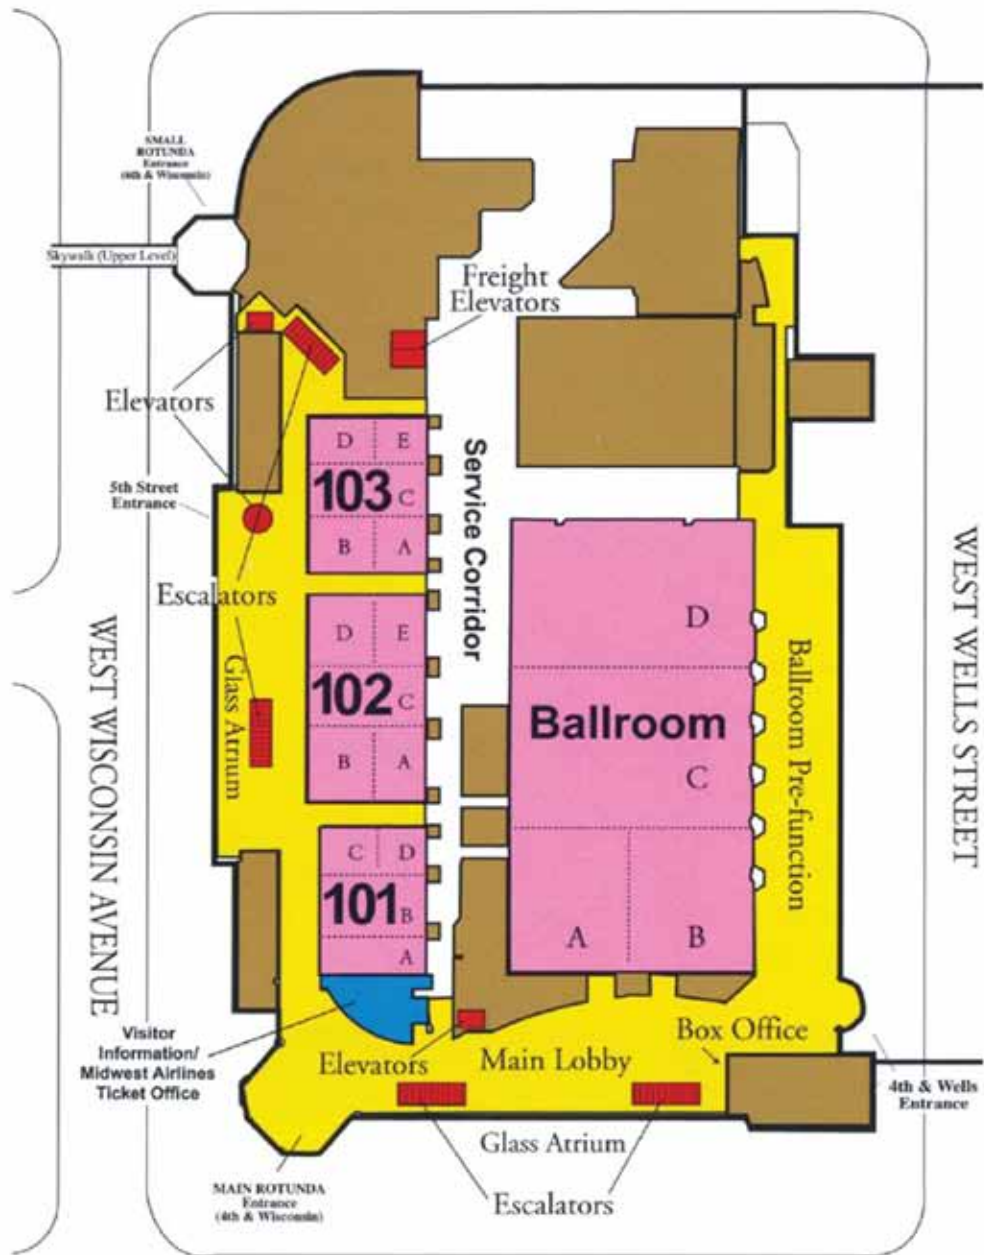 SMALL
ROTUNDA
Entrance
(6th & Wisconsin)
Skywalk (Upper Level)
Freight
Elevators
Elevators
5th Street
Entrance
D E
103 C
B A
Service Corridor
Escalators
D E
102 C
B A
Glass Atrium
WEST WISCONSIN AVENUE
C D
101 B
A
D
Ballroom
C
A B
Ballroom Pre-function
WEST WELLS STREET
Visitor
Information/
Midwest Airlines
Ticket Office
Elevators
Main Lobby
Box Office
4th & Wells
Entrance
Glass Atrium
Escalators
MAIN ROTUNDA
Entrance
(4th & Wisconsin)